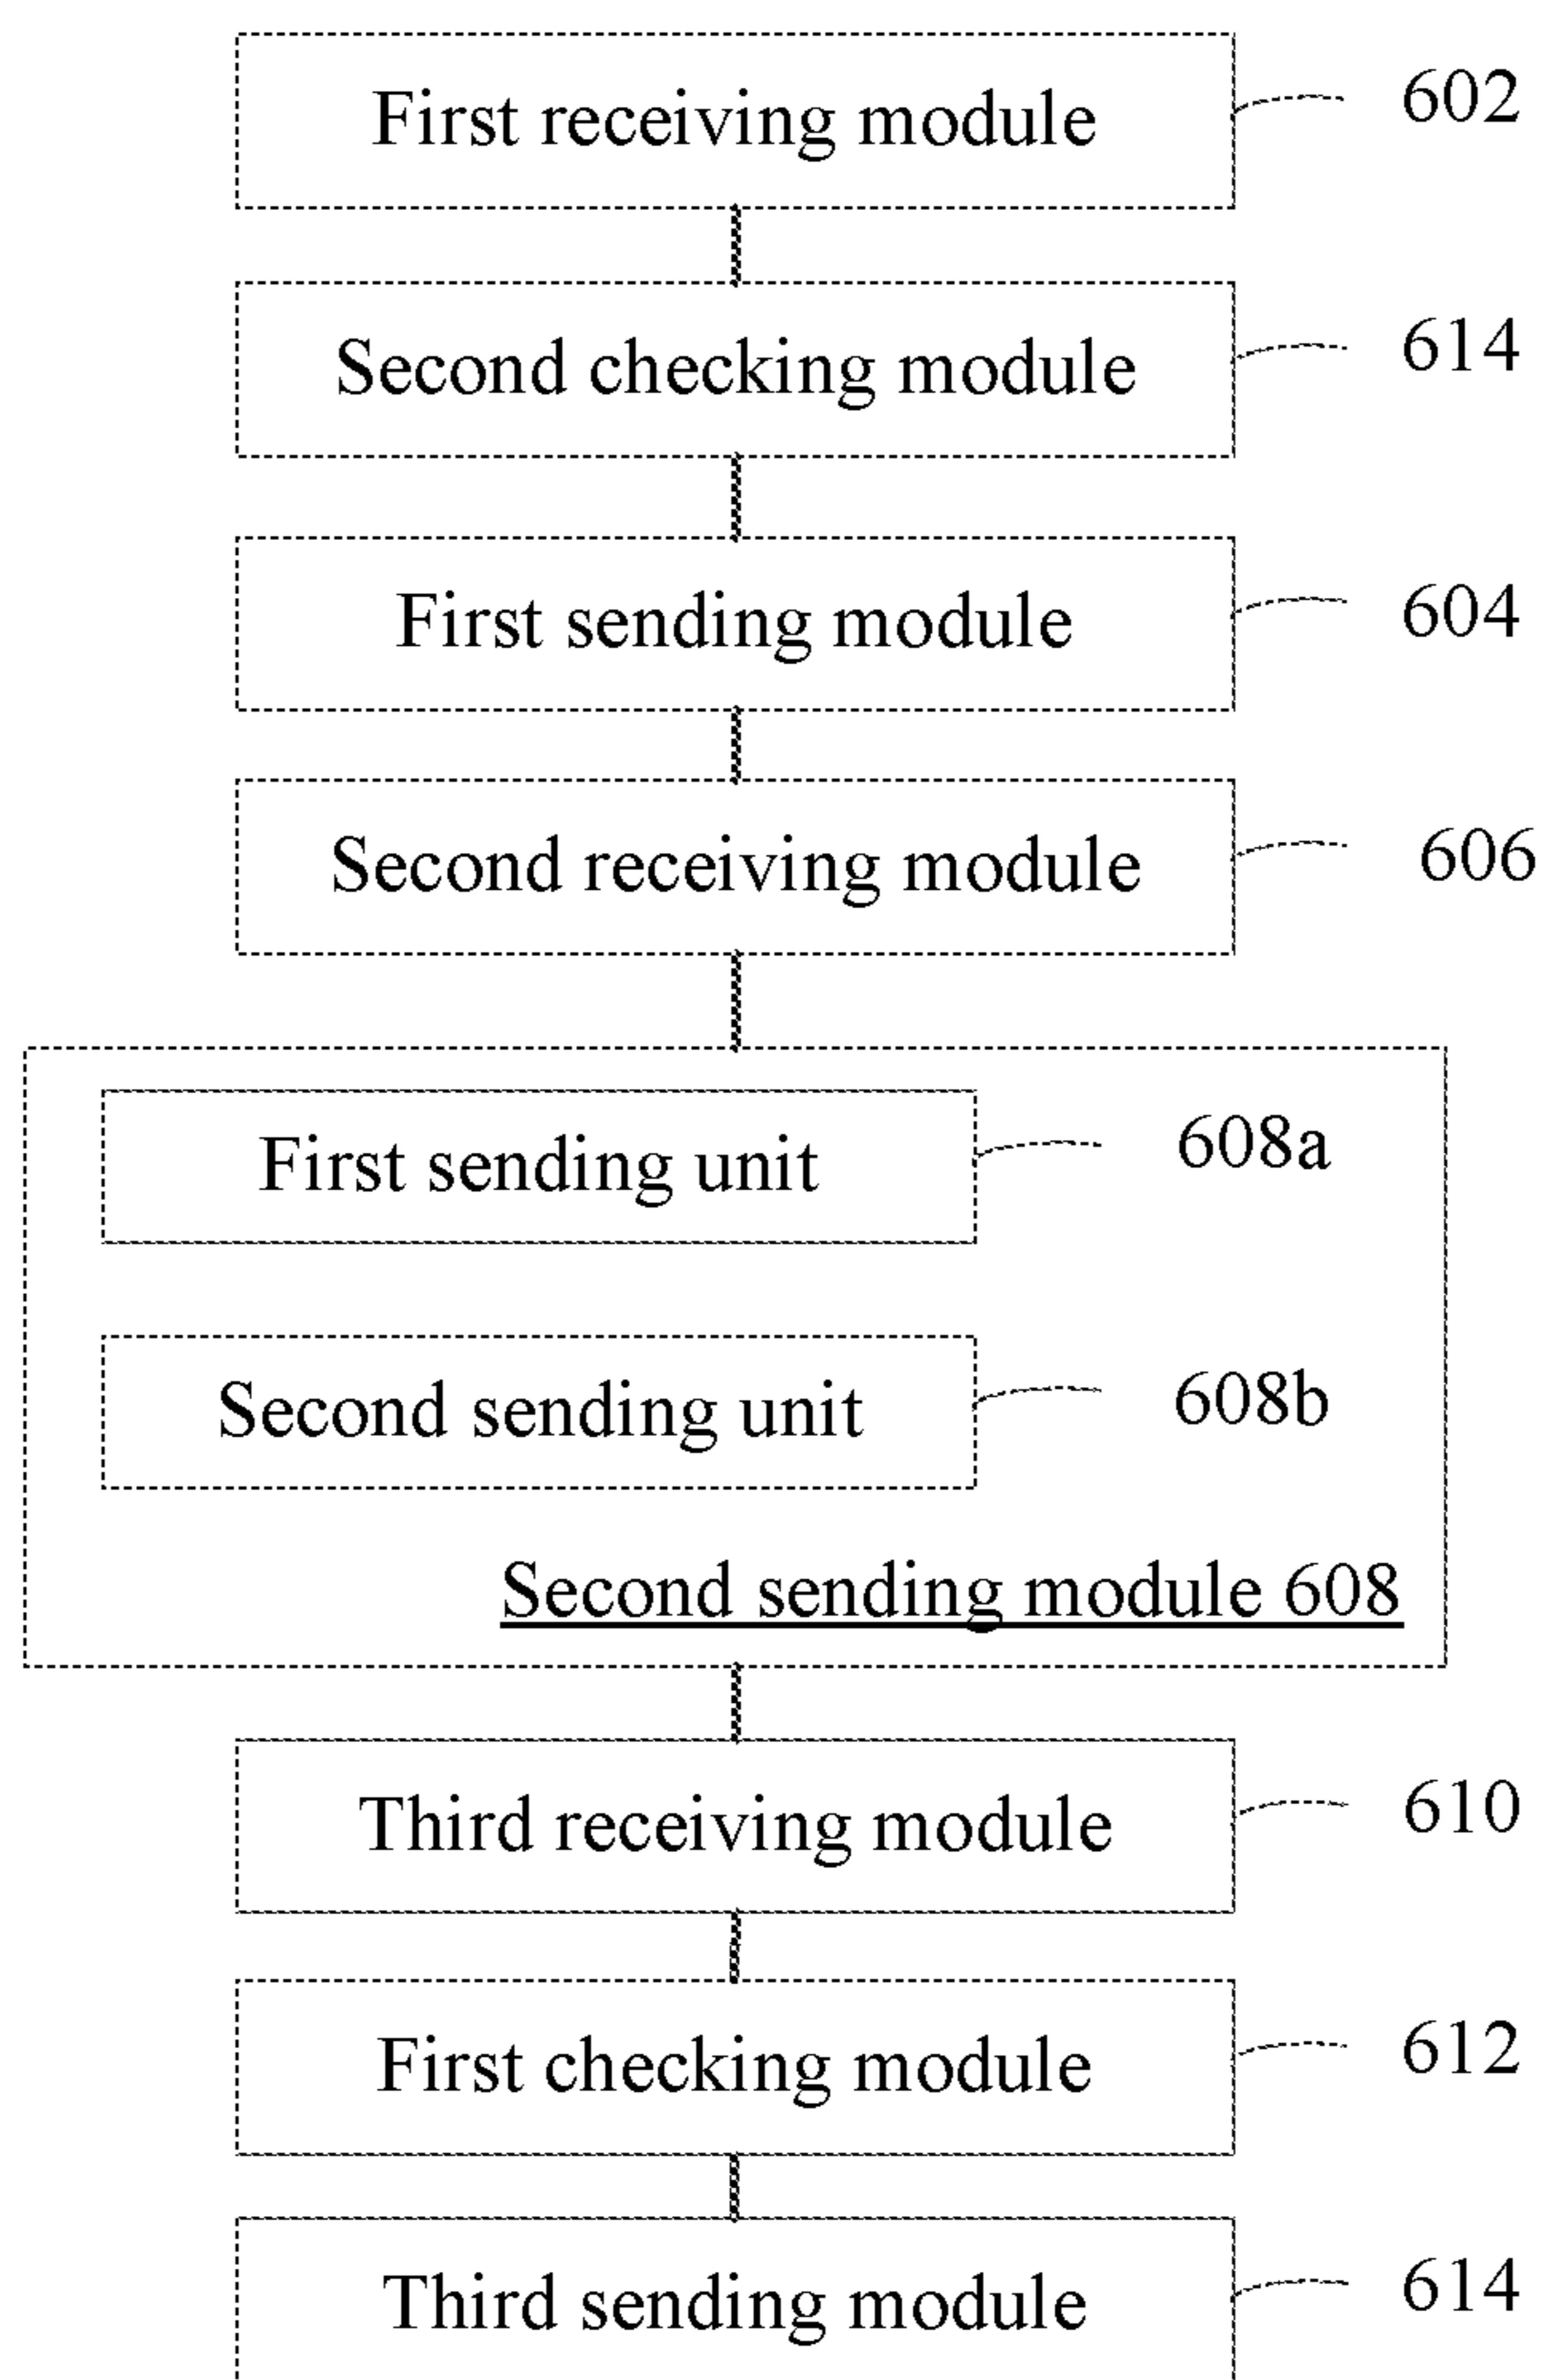 First receiving module 602
Second checking module 614
First sending module 604
Second receiving module 606
First sending unit 608a
Second sending unit 608b
Second sending module 608
Third receiving module 610
First checking module 612
Third sending module 614